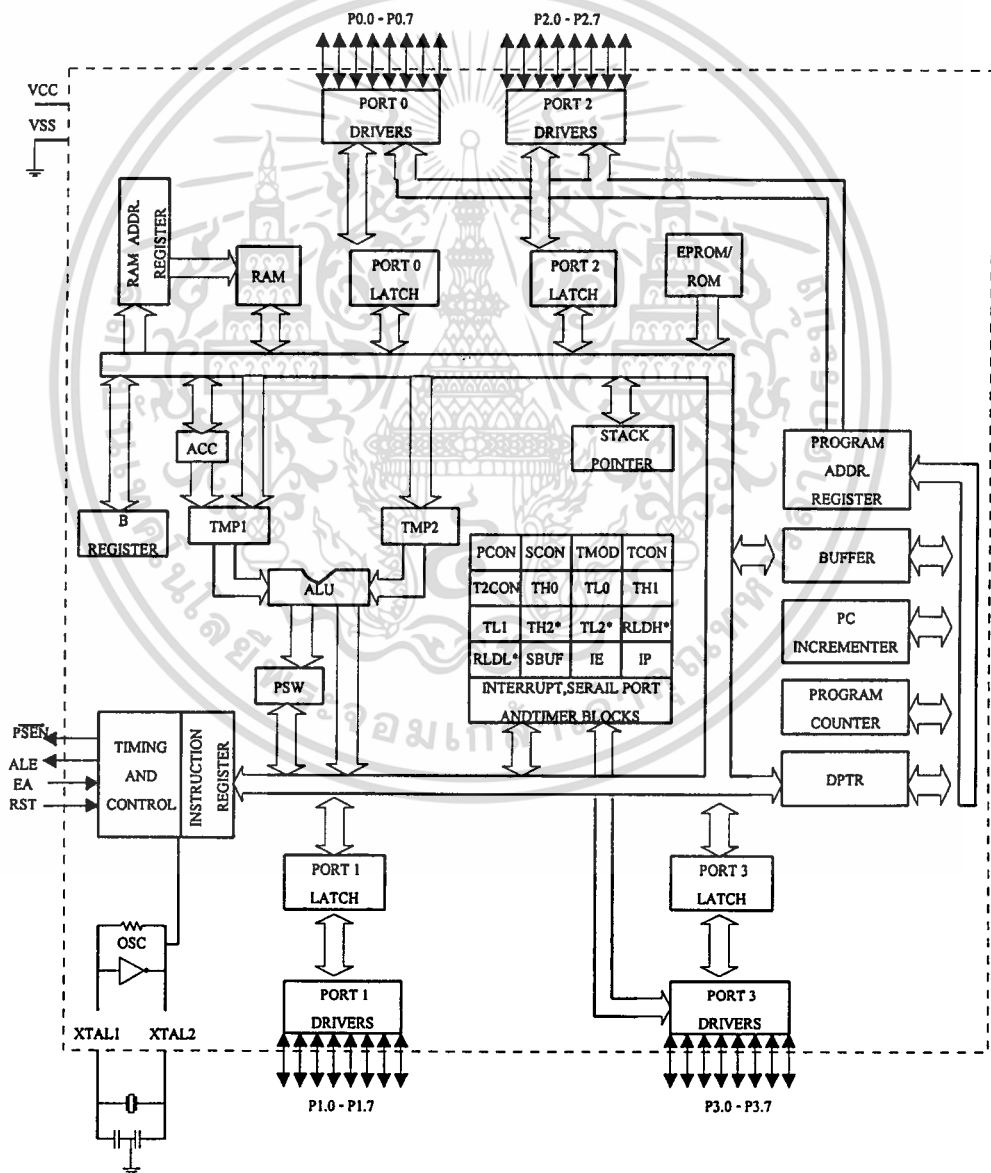 P0.0 - P0.7
P2.0 - P2.7
VCC
VSS
PORT 0
DRIVERS
PORT 2
DRIVERS
RAM ADDR.
REGISTER
RAM
PORT 0
LATCH
PORT 2
LATCH
EPROM/
ROM
ACC
STACK
POINTER
PROGRAM
ADDR.
REGISTER
B
REGISTER
TMP1
TMP2
PCON SCON TMOD TCON
T2CON TH0 TL0 TH1
TL1 TH2* TL2* RLDH*
RLDL* SBUF IE IP
INTERRUPT,SERAIL PORT
ANDTIMER BLOCKS
BUFFER
ALU
PC
INCREMENTER
PSW
PROGRAM
COUNTER
PSEN
ALE
EA
RST
TIMING
AND
CONTROL
INSTRUCTION
REGISTER
DPTR
PORT 1
LATCH
PORT 3
LATCH
OSC
XTAL1
XTAL2
PORT 1
DRIVERS
PORT 3
DRIVERS
P1.0 - P1.7
P3.0 - P3.7